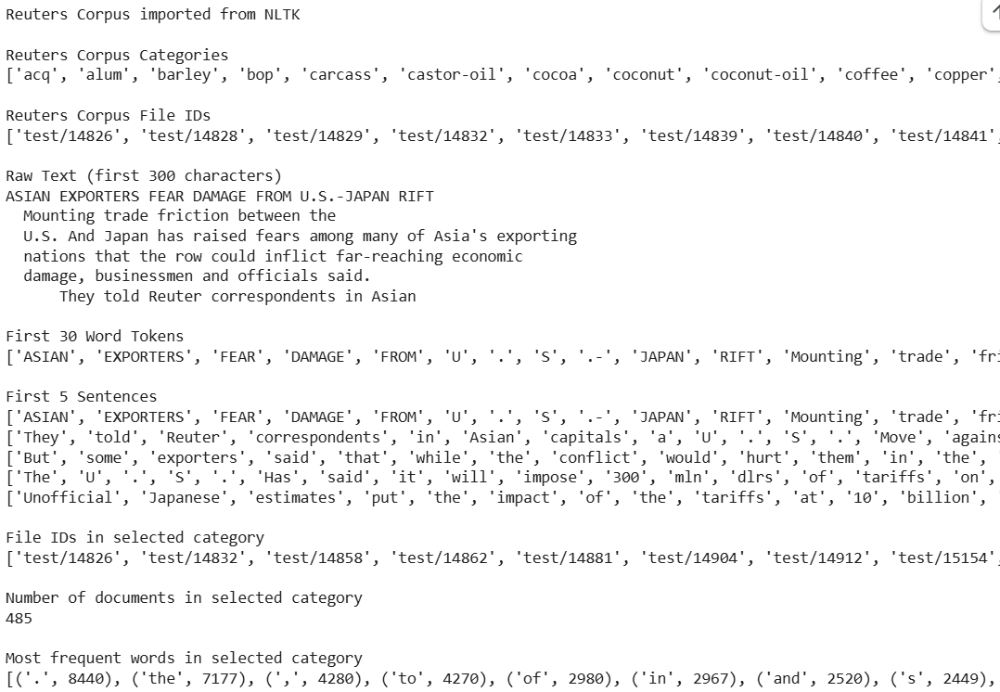 Reuters Corpus imported from NLTK
Reuters Corpus Categories
['acq', 'alum', 'barley', 'bop', 'carcass', 'castor-oil', 'cocoa', 'coconut', 'coconut-oil', 'coffee', 'copper',
Reuters Corpus File IDs
['test/14826', 'test/14828', 'test/14829', 'test/14832', 'test/14833', 'test/14839', 'test/14840', 'test/14841',
Raw Text (first 300 characters)
ASIAN EXPORTERS FEAR DAMAGE FROM U.S.-JAPAN RIFT
Mounting trade friction between the
U.S. And Japan has raised fears among many of Asia's exporting
nations that the row could inflict far-reaching economic
damage, businessmen and officials said.
They told Reuter correspondents in Asian
First 30 Word Tokens
['ASIAN', 'EXPORTERS', 'FEAR', 'DAMAGE', 'FROM', 'U', '.', 'S', '.-', 'JAPAN', 'RIFT', 'Mounting', 'trade', 'fri
First 5 Sentences
['ASIAN', 'EXPORTERS', 'FEAR', 'DAMAGE', 'FROM', 'U', '.', 'S', '.-', 'JAPAN', 'RIFT', 'Mounting', 'trade', 'fri
['They', 'told', 'Reuter', 'correspondents', 'in', 'Asian', 'capitals', 'a', 'U', '.', 'S', '.', 'Move', 'agains
['But', 'some', 'exporters', 'said', 'that', 'while', 'the', 'conflict', 'would', 'hurt', 'them', 'in', 'the', '
['The', 'U', '.', 'S', '.', 'Has', 'said', 'it', 'will', 'impose', '300', 'mln', 'dlrs', 'of', 'tariffs', 'on',
['Unofficial', 'Japanese', 'estimates', 'put', 'the', 'impact', 'of', 'the', 'tariffs', 'at', '10', 'billion', '
File IDs in selected category
['test/14826', 'test/14832', 'test/14858', 'test/14862', 'test/14881', 'test/14904', 'test/14912', 'test/15154',
Number of documents in selected category
485
Most frequent words in selected category
[('.', 8440), ('the', 7177), (',', 4280), ('to', 4270), ('of', 2980), ('in', 2967), ('and', 2520), ('s', 2449),